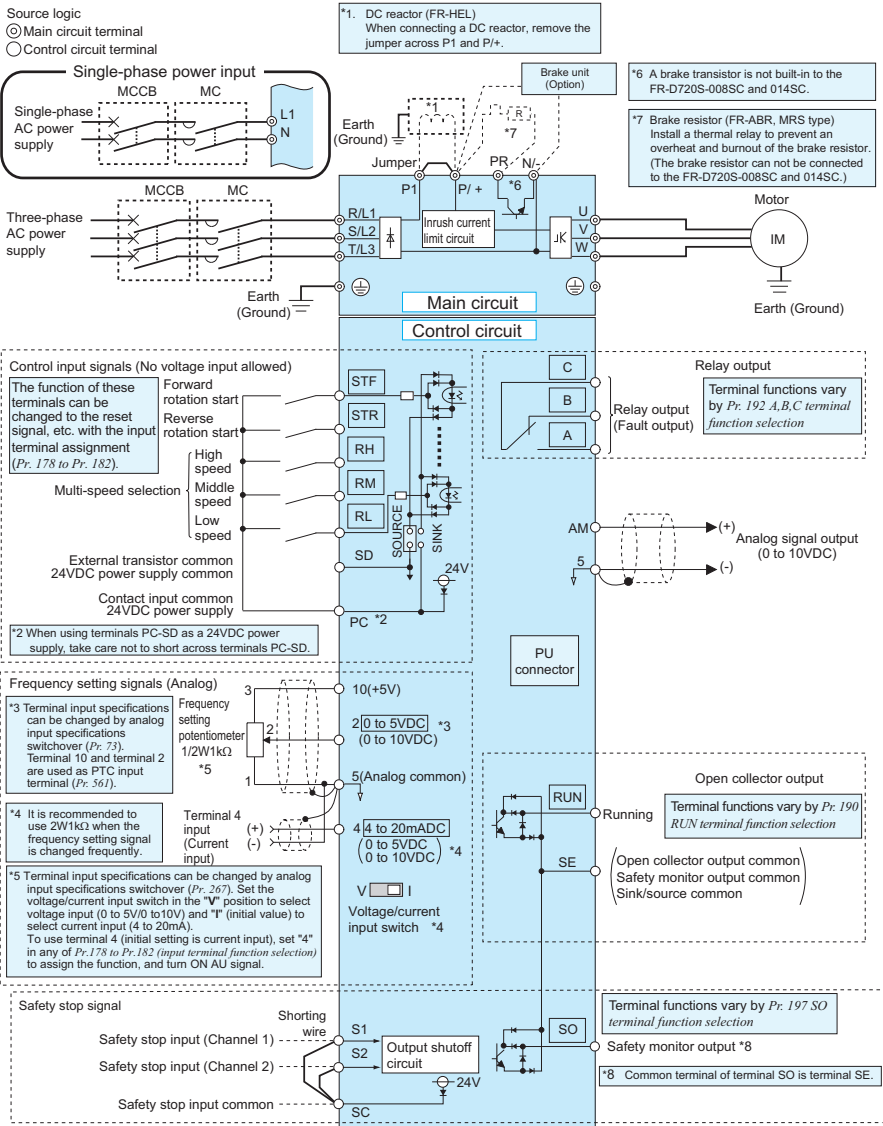 Source logic
Main circuit terminal
Control circuit terminal
*1. DC reactor (FR-HEL)
When connecting a DC reactor, remove the
jumper across P1 and P/+.
Single-phase power input
MCCB
MC
Single-phase
AC power
supply
L1
N
Brake unit
(Option)
*6 A brake transistor is not built-in to the
FR-D720S-008SC and 014SC.
*7 Brake resistor (FR-ABR, MRS type)
Install a thermal relay to prevent an
overheat and burnout of the brake resistor.
(The brake resistor can not be connected
to the FR-D720S-008SC and 014SC.)
*1
R
*7
Earth
(Ground)
Jumper
P1
P/ +
PR
N/-
*6
MCCB
MC
Three-phase
AC power
supply
R/L1
S/L2
T/L3
Inrush current
limit circuit
U
V
W
Motor
IM
Earth
(Ground)
Earth (Ground)
Main circuit
Control circuit
Control input signals (No voltage input allowed)
The function of these
terminals can be
changed to the reset
signal, etc. with the input
terminal assignment
(Pr. 178 to Pr. 182).
Forward
rotation start
Reverse
rotation start
Multi-speed selection
High
speed
Middle
speed
Low
speed
STF
STR
RH
RM
RL
SD
SOURCE
SINK
24V
External transistor common
24VDC power supply common
Contact input common
24VDC power supply
PC *2
*2 When using terminals PC-SD as a 24VDC power
supply, take care not to short across terminals PC-SD.
C
B
A
Relay output
Relay output
(Fault output)
Terminal functions vary
by Pr. 192 A,B,C terminal
function selection
AM
5
(+)
(-)
Analog signal output
(0 to 10VDC)
PU
connector
Frequency setting signals (Analog)
*3 Terminal input specifications
can be changed by analog
input specifications
switchover (Pr. 73).
Terminal 10 and terminal 2
are used as PTC input
terminal (Pr. 561).
Frequency
setting
potentiometer
1/2W1kΩ
*5
3
2
1
10(+5V)
2 0 to 5VDC *3
(0 to 10VDC)
5(Analog common)
*4 It is recommended to
use 2W1kΩ when the
frequency setting signal
is changed frequently.
Terminal 4
input
(Current
input)
(+)
(-)
4 4 to 20mADC
(0 to 5VDC
0 to 10VDC) *4
*5 Terminal input specifications can be changed by analog
input specifications switchover (Pr. 267). Set the
voltage/current input switch in the "V" position to select
voltage input (0 to 5V/0 to10V) and "I" (initial value) to
select current input (4 to 20mA).
To use terminal 4 (initial setting is current input), set "4"
in any of Pr.178 to Pr.182 (input terminal function selection)
to assign the function, and turn ON AU signal.
V I
Voltage/current
input switch *4
Open collector output
RUN
Running
Terminal functions vary by Pr. 190
RUN terminal function selection
SE
(Open collector output common
Safety monitor output common
Sink/source common)
Safety stop signal
Shorting
wire
Safety stop input (Channel 1)
Safety stop input (Channel 2)
Safety stop input common
S1
S2
SC
Output shutoff
circuit
24V
SO
Terminal functions vary by Pr. 197 SO
terminal function selection
Safety monitor output *8
*8 Common terminal of terminal SO is terminal SE.